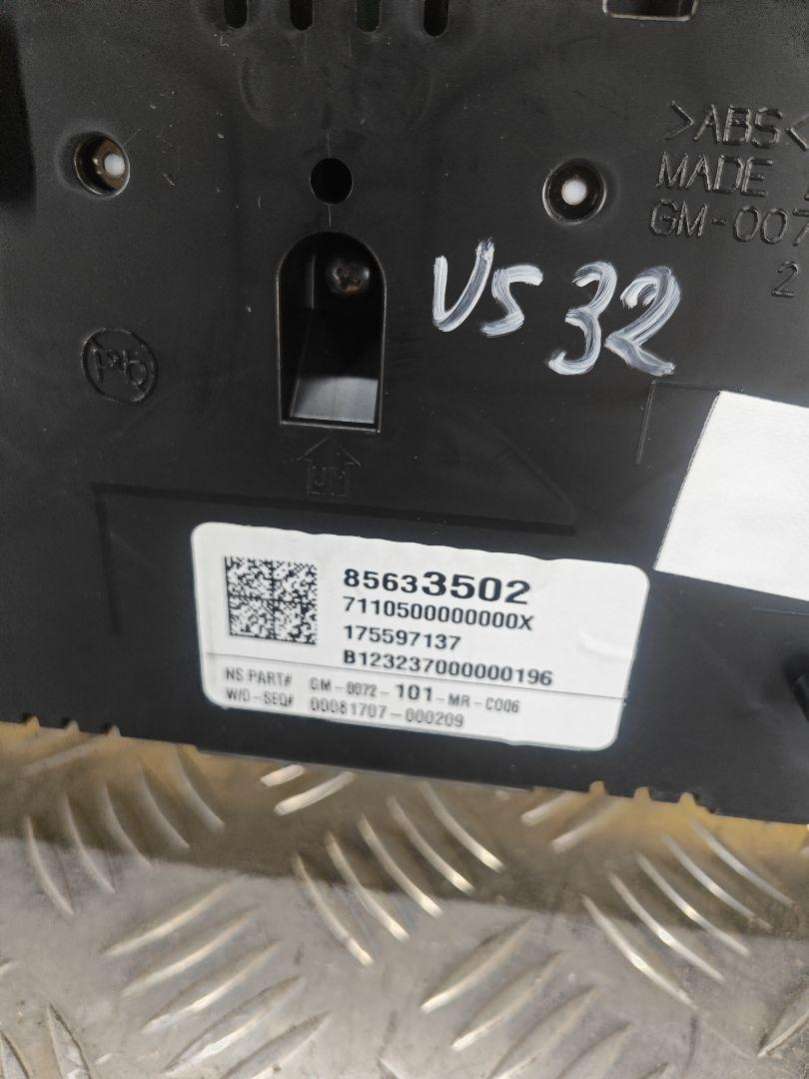 >ABS<
MADE
GM-007
2
VS 32
UP
85633502
7110500000000X
175597137
B123237000000196
NS PART# GM-0072-101-MR-C006
W/O-SEQ# 00081707-000209